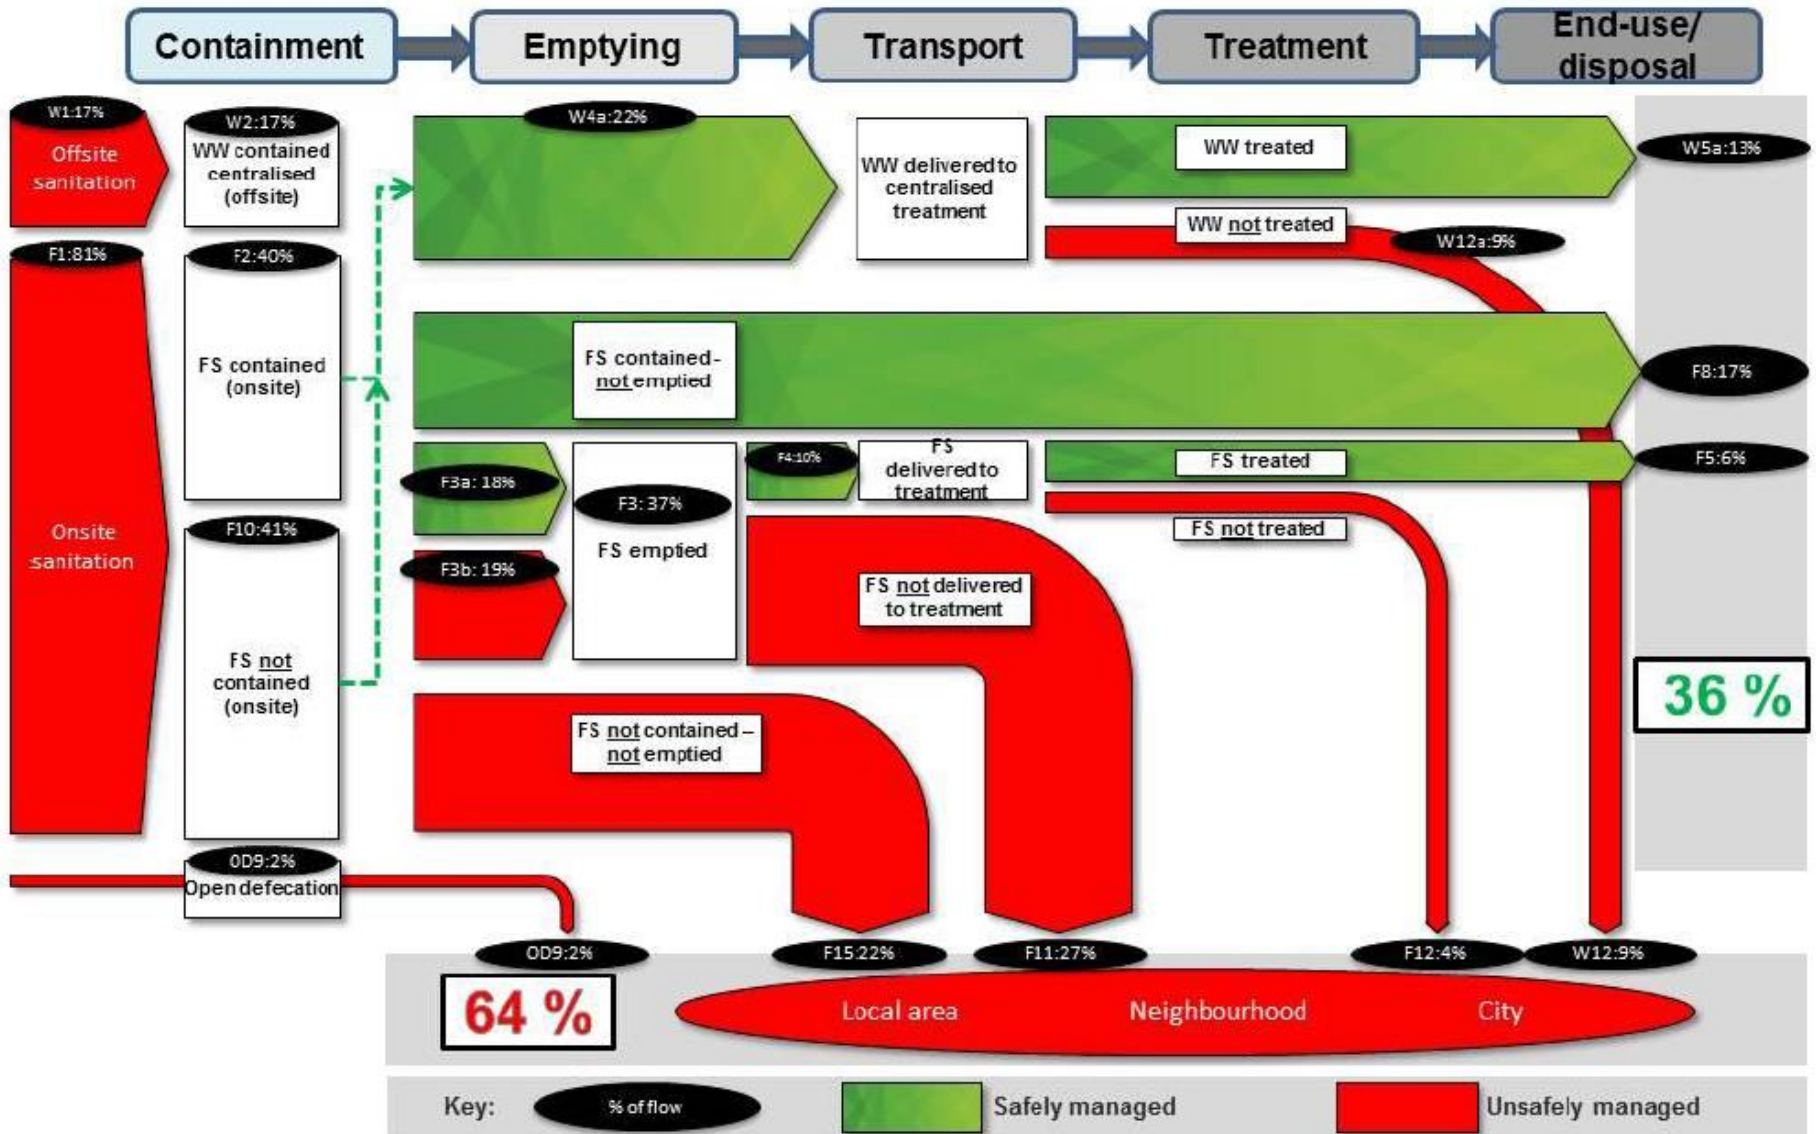 Containment
Emptying
Transport
Treatment
End-use/
disposal
W1:17%
Offsite
sanitation
W2:17%
WW contained
centralised
(offsite)
W4a:22%
WW delivered to
centralised
treatment
WW treated
W5a:13%
WW not treated
W12a:9%
F1:81%
Onsite
sanitation
F2:40%
FS contained
(onsite)
FS contained -
not emptied
F8:17%
F3a: 18%
F3: 37%
FS emptied
F3b: 19%
F4:10%
FS
delivered to
treatment
FS treated
F5:6%
FS not treated
F10:41%
FS not
contained
(onsite)
FS not delivered
to treatment
FS not contained –
not emptied
36 %
OD9:2%
Open defecation
OD9:2%
F15:22%
F11:27%
F12:4%
W12:9%
64 %
Local area
Neighbourhood
City
Key:
% of flow
Safely managed
Unsafely managed